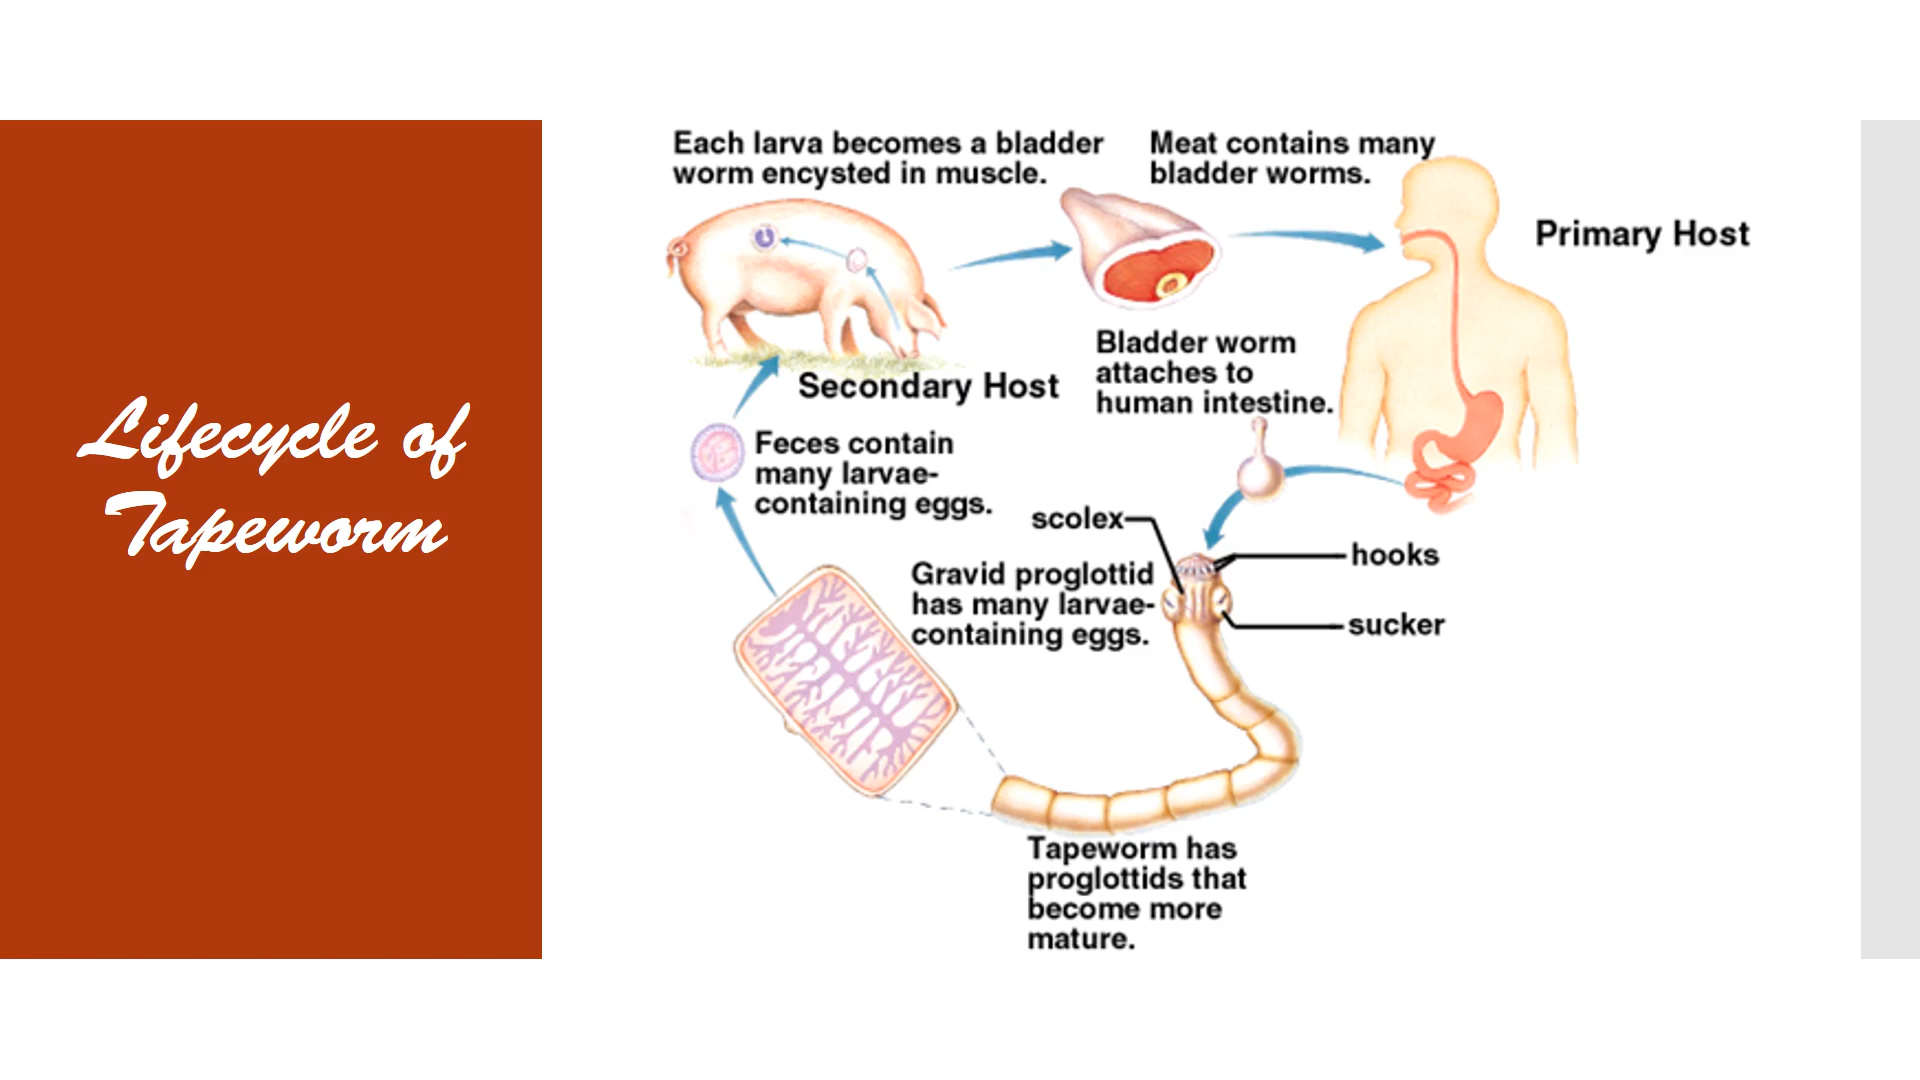 Lifecycle of
Tapeworm
Each larva becomes a bladder
worm encysted in muscle.
Meat contains many
bladder worms.
Primary Host
Bladder worm
attaches to
human intestine.
Secondary Host
Feces contain
many larvae-
containing eggs.
scolex
hooks
Gravid proglottid
has many larvae-
containing eggs.
sucker
Tapeworm has
proglottids that
become more
mature.